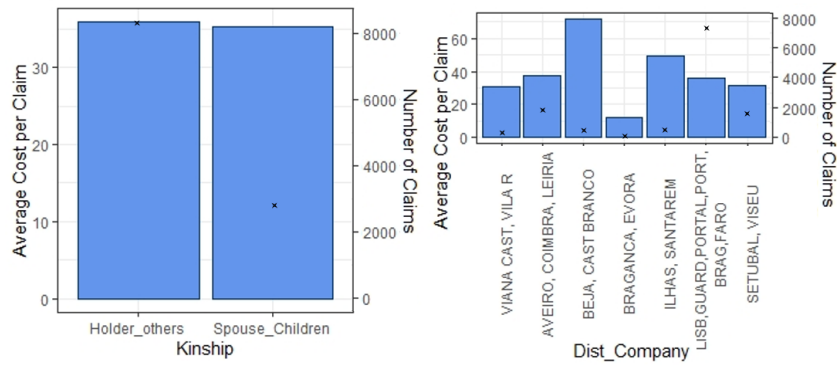 Average Cost per Claim
30
20
10
0
8000
6000
4000
2000
0
Number of Claims
Holder_others
Spouse_Children
Kinship
Average Cost per Claim
60
40
20
0
8000
6000
4000
2000
0
Number of Claims
VIANA CAST, VILA R
AVEIRO, COIMBRA, LEIRIA
BEJA, CAST BRANCO
BRAGANCA, EVORA
ILHAS, SANTAREM
LISB,GUARD,PORTAL,PORT,
BRAG,FARO
SETUBAL, VISEU
Dist_Company